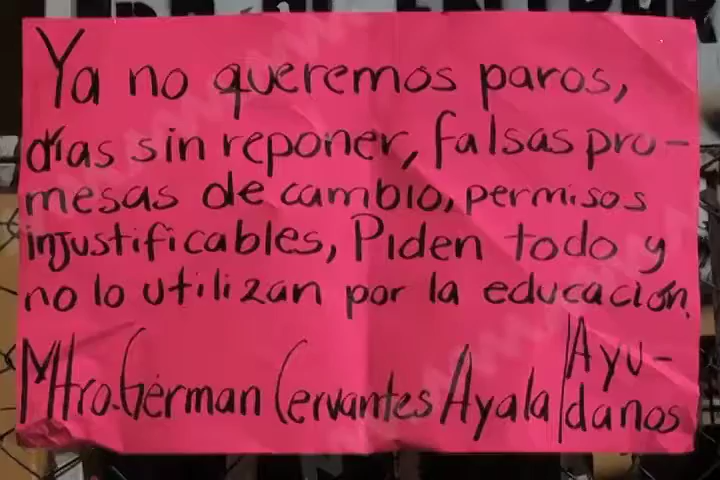 Ya no queremos paros,
días sin reponer, falsas pro-
mesas de cambio, permisos
injustificables, Piden todo y
no lo utilizan por la educación.
Mtro. Gérman Cervantes Ayala | Ayu-
danos